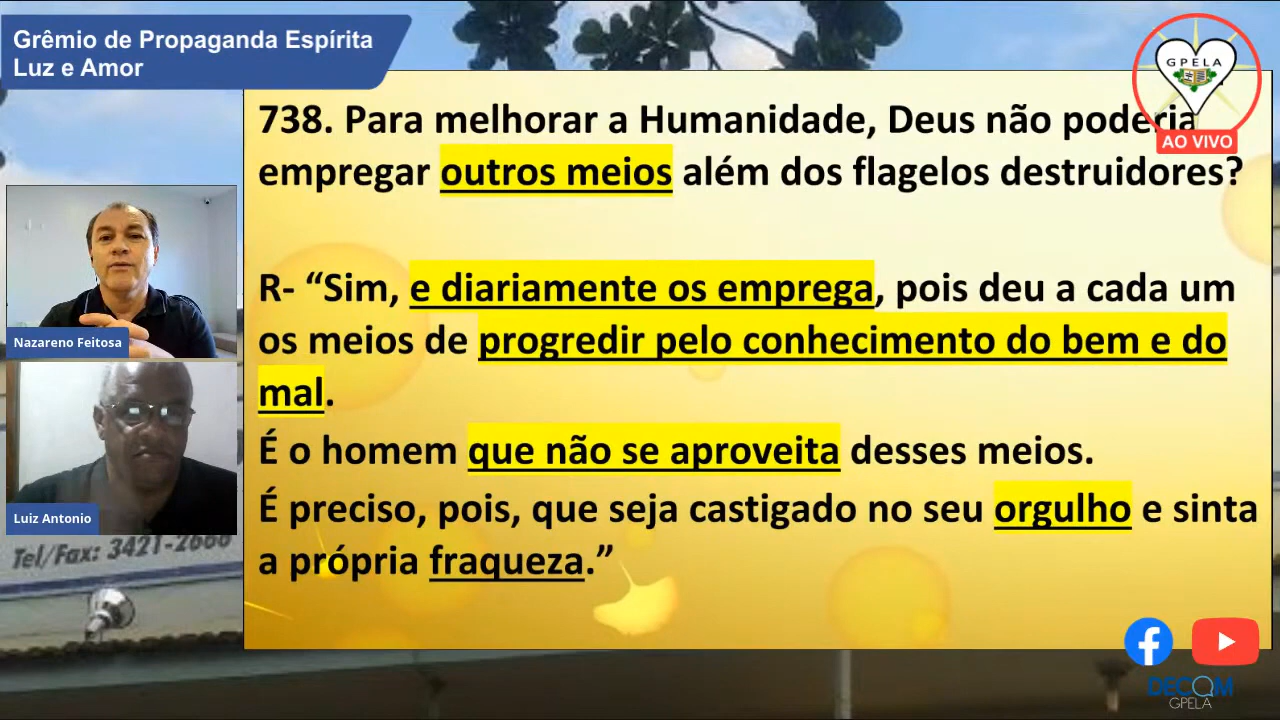 Grêmio de Propaganda Espírita
Luz e Amor
GPELA
AO VIVO
738. Para melhorar a Humanidade, Deus não poderia
empregar outros meios além dos flagelos destruidores?
R- “Sim, e diariamente os emprega, pois deu a cada um
os meios de progredir pelo conhecimento do bem e do
mal.
É o homem que não se aproveita desses meios.
É preciso, pois, que seja castigado no seu orgulho e sinta
a própria fraqueza.”
Nazareno Feitosa
Luiz Antonio
Tel/Fax: 3421-2668
DECOM
GPELA